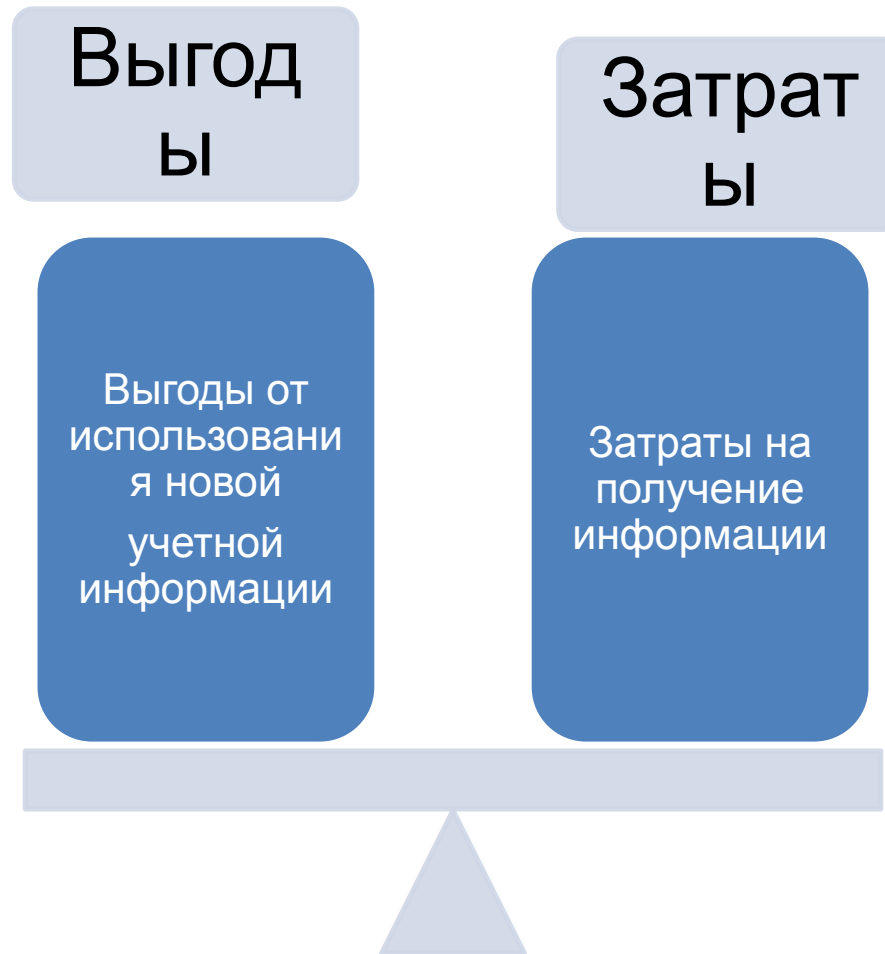 Выгод
ы
Затрат
ы
Выгоды от
использовани
я новой
учетной
информации
Затраты на
получение
информации